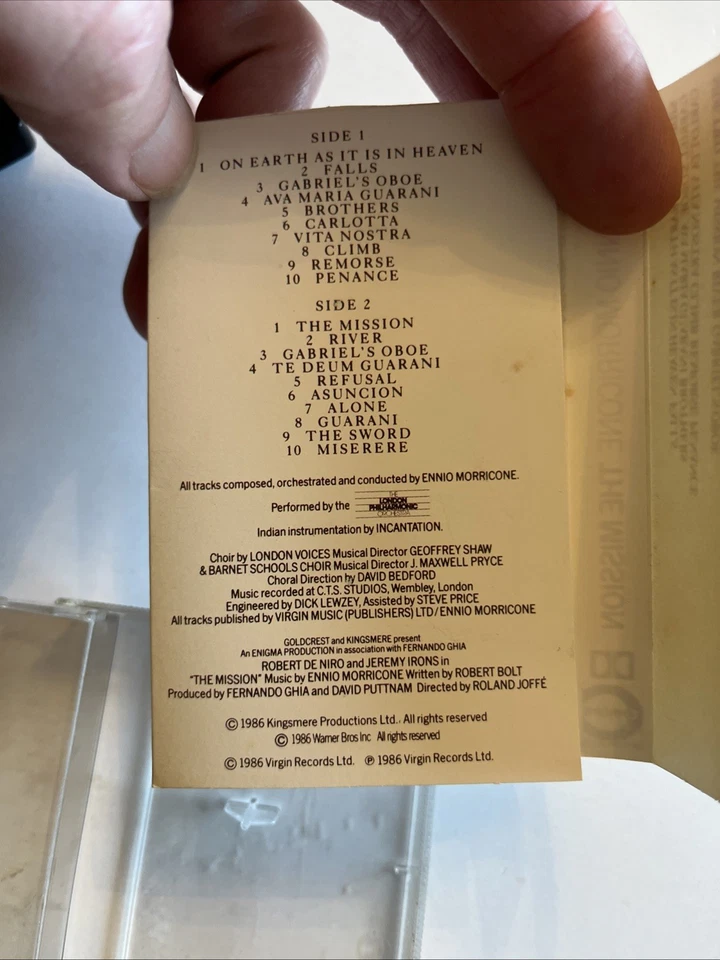 SIDE 1
1 ON EARTH AS IT IS IN HEAVEN
2 FALLS
3 GABRIEL'S OBOE
4 AVA MARIA GUARANI
5 BROTHERS
6 CARLOTTA
7 VITA NOSTRA
8 CLIMB
9 REMORSE
10 PENANCE
SIDE 2
1 THE MISSION
2 RIVER
3 GABRIEL'S OBOE
4 TE DEUM GUARANI
5 REFUSAL
6 ASUNCION
7 ALONE
8 GUARANI
9 THE SWORD
10 MISERERE
All tracks composed, orchestrated and conducted by ENNIO MORRICONE.
Performed by the THE LONDON PHILHARMONIC ORCHESTRA
Indian instrumentation by INCANTATION.
Choir by LONDON VOICES Musical Director GEOFFREY SHAW
& BARNET SCHOOLS CHOIR Musical Director J. MAXWELL PRYCE
Choral Direction by DAVID BEDFORD
Music recorded at C.T.S. STUDIOS, Wembley, London
Engineered by DICK LEWZEY, Assisted by STEVE PRICE
All tracks published by VIRGIN MUSIC (PUBLISHERS) LTD/ENNIO MORRICONE
GOLDCREST and KINGSMERE present
An ENIGMA PRODUCTION in association with FERNANDO GHIA
ROBERT DE NIRO and JEREMY IRONS in
"THE MISSION" Music by ENNIO MORRICONE Written by ROBERT BOLT
Produced by FERNANDO GHIA and DAVID PUTTNAM Directed by ROLAND JOFFÉ
© 1986 Kingsmere Productions Ltd. All rights reserved
© 1986 Warner Bros Inc All rights reserved
© 1986 Virgin Records Ltd. ℗ 1986 Virgin Records Ltd.
THE MISSION